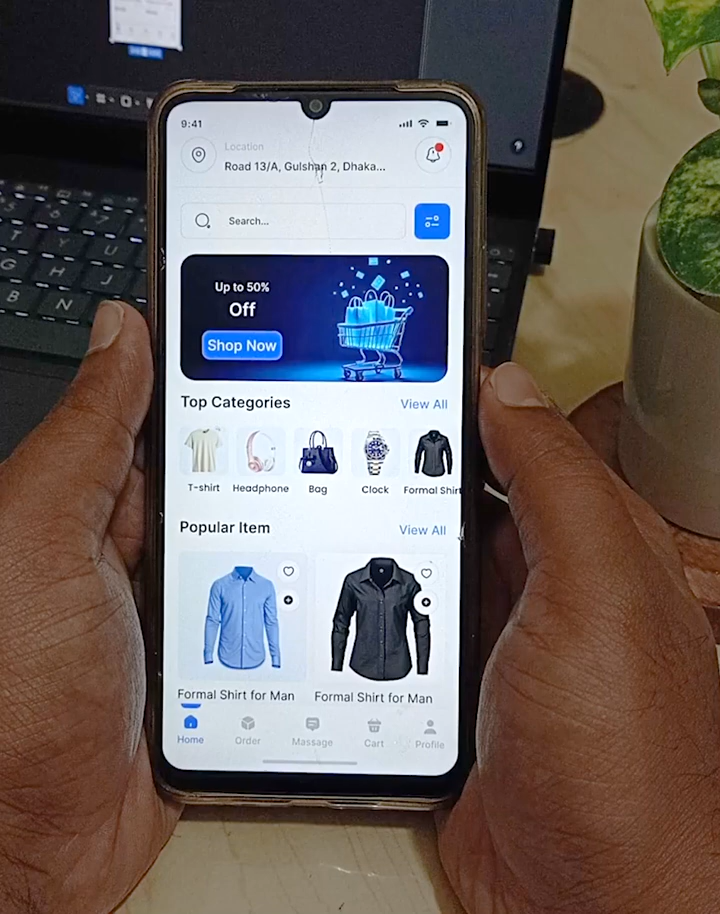 9:41
Location
Road 13/A, Gulshan 2, Dhaka...
Search...
Up to 50%
Off
Shop Now
Top Categories View All
T-shirt Headphone Bag Clock Formal Shirt
Popular Item View All
Formal Shirt for Man Formal Shirt for Man
Home Order Massage Cart Profile